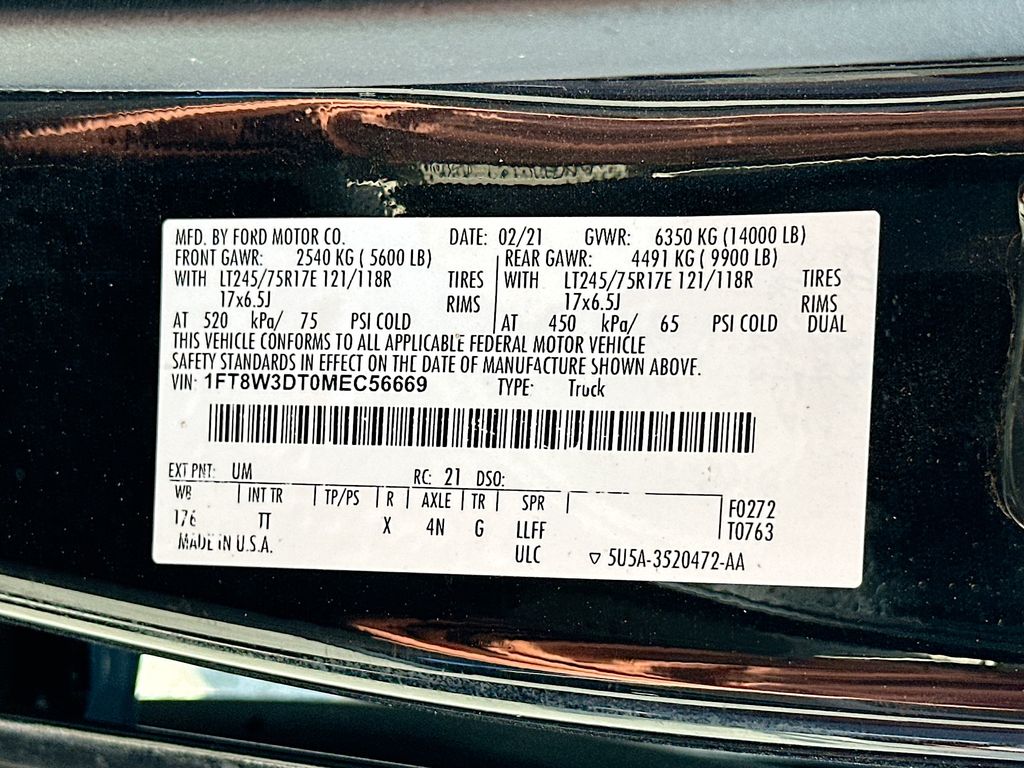 MFD. BY FORD MOTOR CO. DATE: 02/21 GVWR: 6350 KG (14000 LB)
FRONT GAWR: 2540 KG ( 5600 LB) REAR GAWR: 4491 KG ( 9900 LB)
WITH LT245/75R17E 121/118R TIRES WITH LT245/75R17E 121/118R TIRES
17x6.5J RIMS 17x6.5J RIMS
AT 520 kPa/ 75 PSI COLD AT 450 kPa/ 65 PSI COLD DUAL
THIS VEHICLE CONFORMS TO ALL APPLICABLE FEDERAL MOTOR VEHICLE
SAFETY STANDARDS IN EFFECT ON THE DATE OF MANUFACTURE SHOWN ABOVE.
VIN: 1FT8W3DT0MEC56669 TYPE: Truck
EXT PNT: UM RC: 21 DSO:
WB INT TR TP/PS R AXLE TR SPR F0272
176 TT X 4N G LLFF T0763
MADE IN U.S.A. ULC ▽ 5U5A-3520472-AA